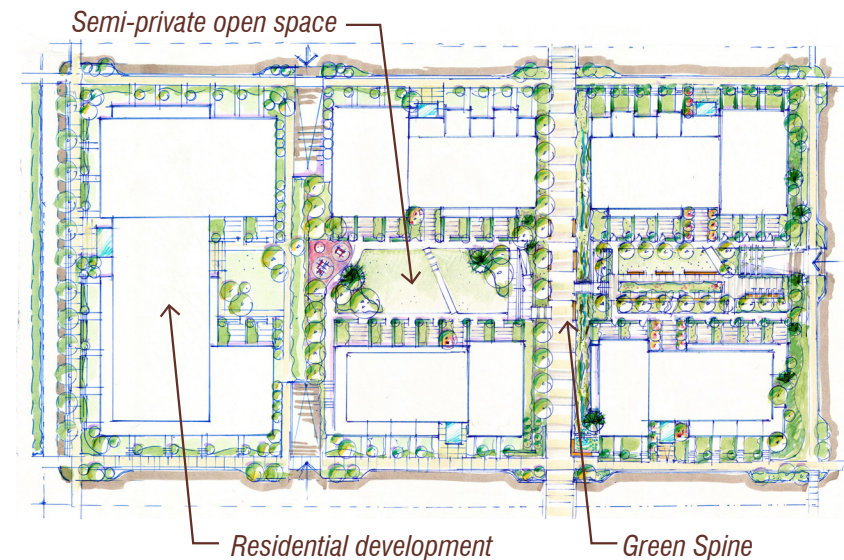 Semi-private open space
Residential development
Green Spine